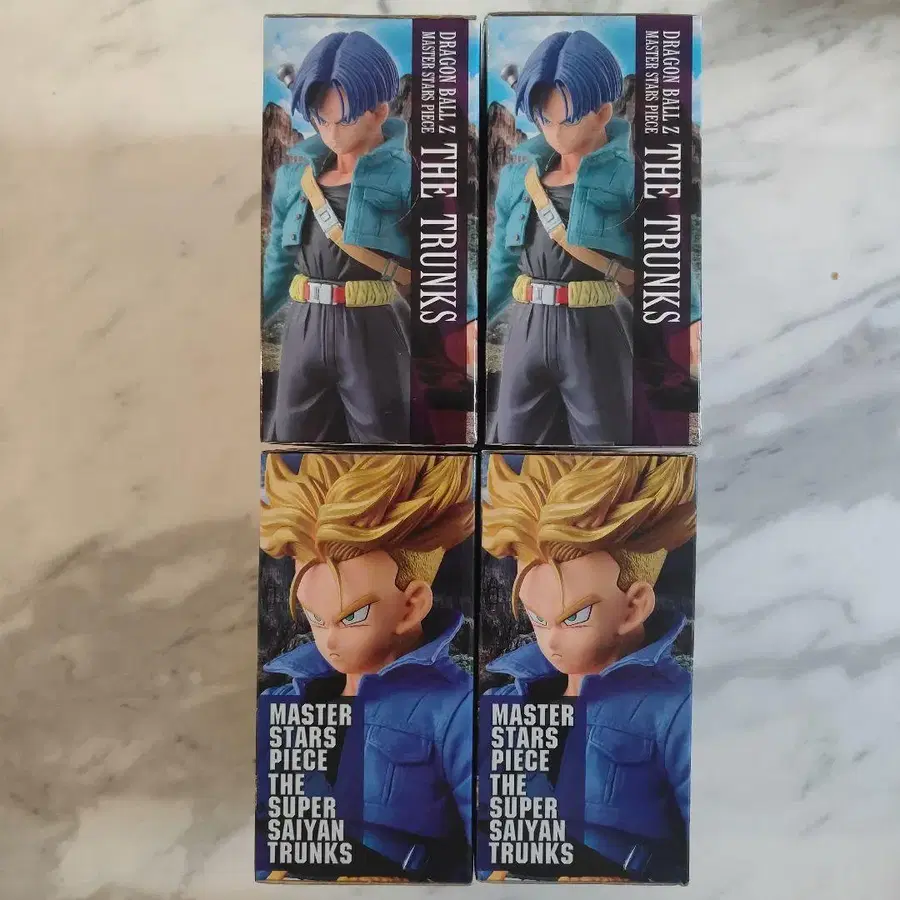 DRAGON BALL Z
MASTER STARS PIECE
THE TRUNKS
DRAGON BALL Z
MASTER STARS PIECE
THE TRUNKS
MASTER
STARS
PIECE
THE
SUPER
SAIYAN
TRUNKS
MASTER
STARS
PIECE
THE
SUPER
SAIYAN
TRUNKS